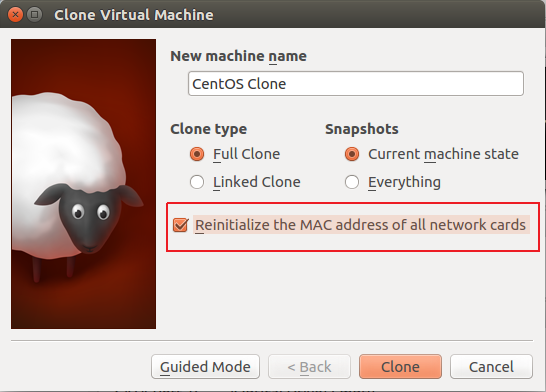 Clone Virtual Machine
New machine name
CentOS Clone
Clone type
Snapshots
Full Clone
Current machine state
Linked Clone
Everything
Reinitialize the MAC address of all network cards
Guided Mode
< Back
Clone
Cancel